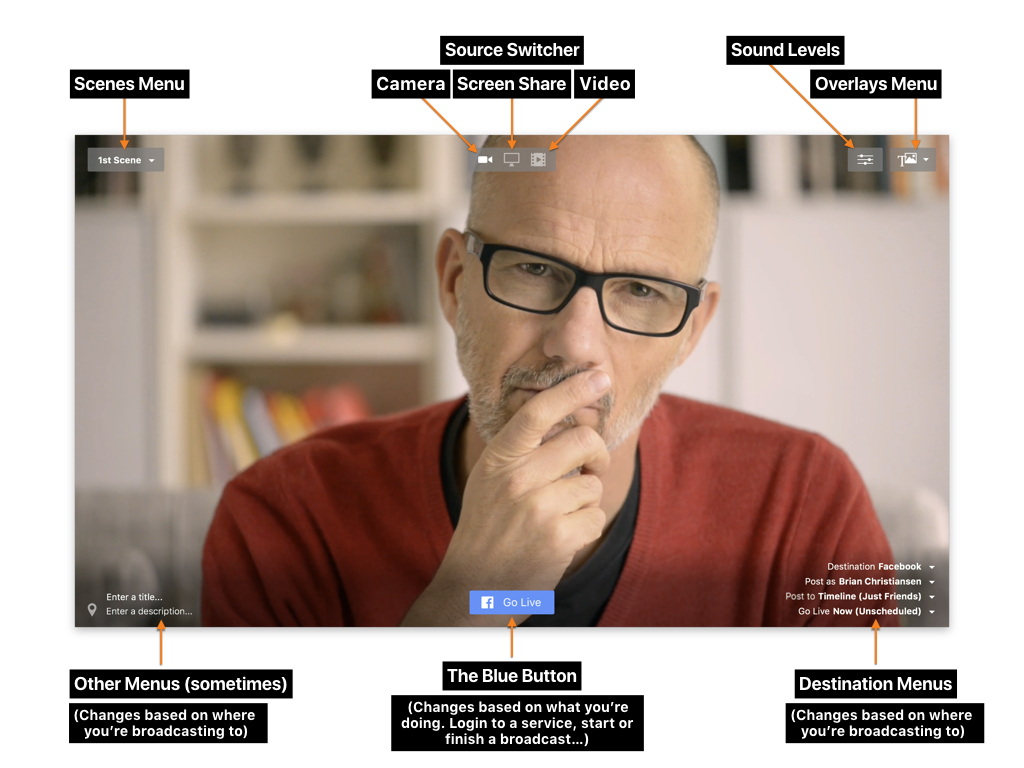 Source Switcher
Sound Levels
Scenes Menu
Camera
Screen Share
Video
Overlays Menu
1st Scene
T
Destination Facebook
Post as Brian Christiansen
Post to Timeline (Just Friends)
Go Live Now (Unscheduled)
Enter a title...
Enter a description...
f Go Live
Other Menus (sometimes)
(Changes based on where
you're broadcasting to)
The Blue Button
(Changes based on what you're
doing. Login to a service, start or
finish a broadcast...)
Destination Menus
(Changes based on where
you're broadcasting to)